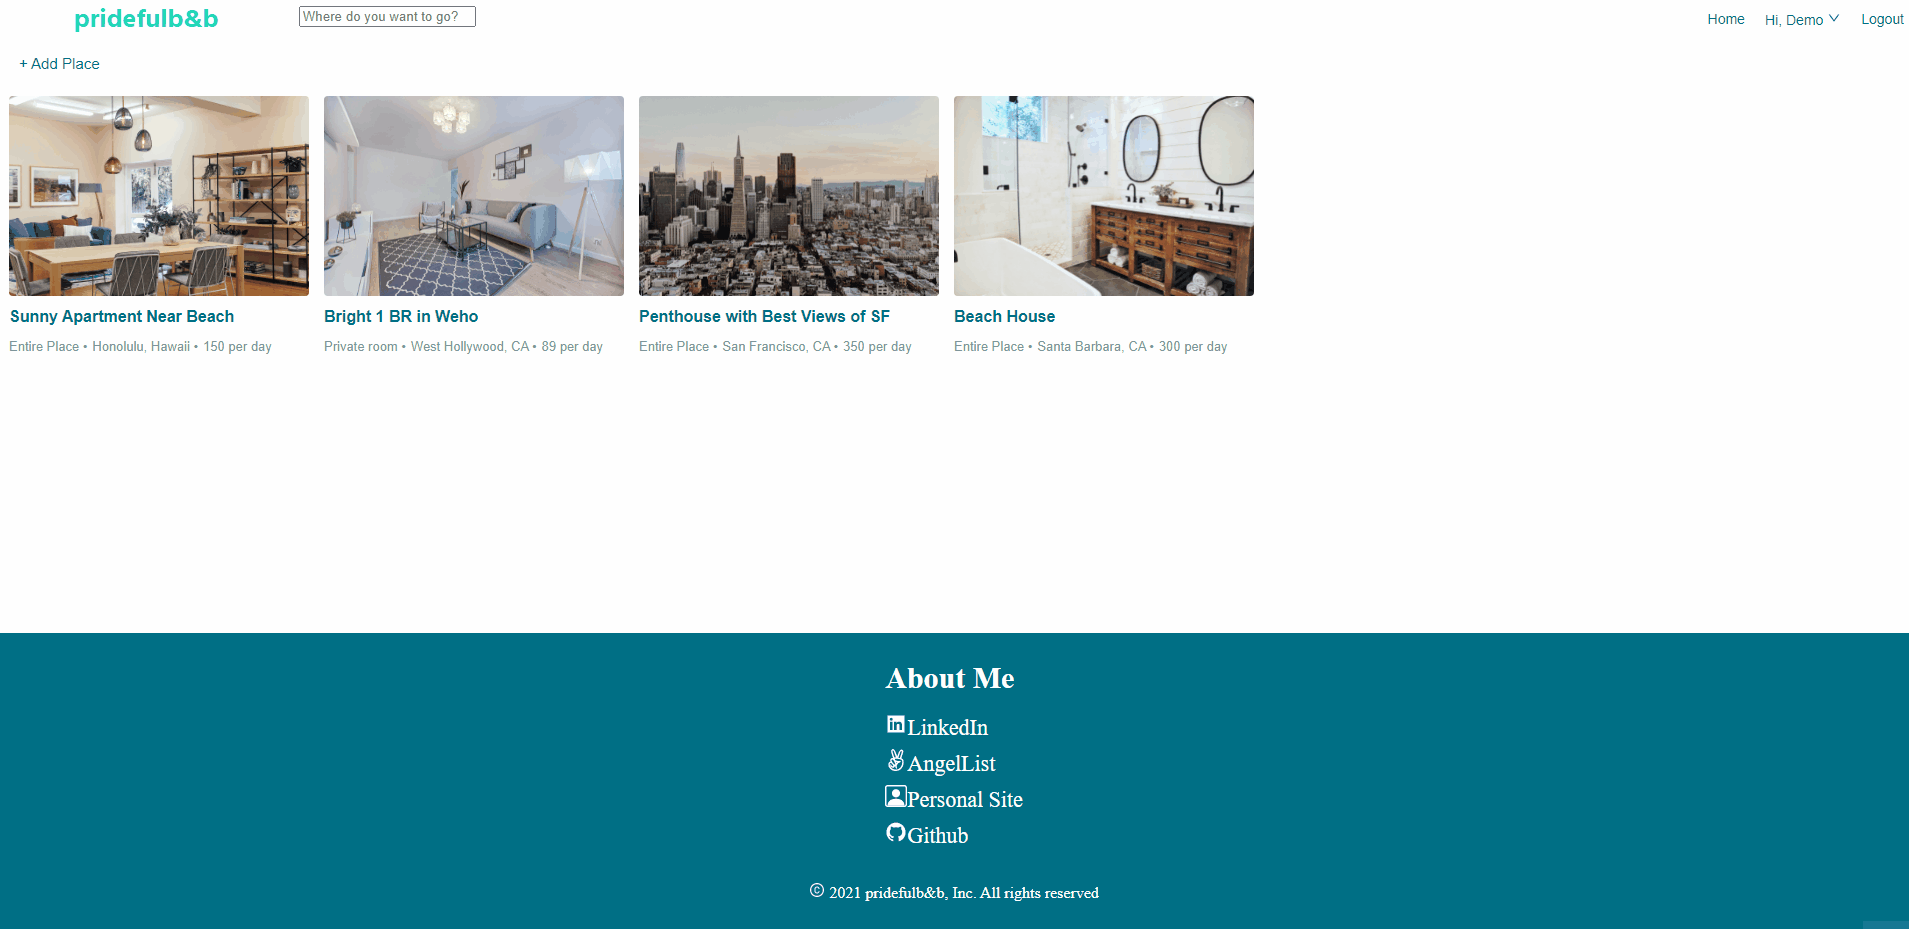 pridefulb&b
Where do you want to go?
Home
Hi, Demo
Logout
+ Add Place
Sunny Apartment Near Beach
Entire Place • Honolulu, Hawaii • 150 per day
Bright 1 BR in Weho
Private room • West Hollywood, CA • 89 per day
Penthouse with Best Views of SF
Entire Place • San Francisco, CA • 350 per day
Beach House
Entire Place • Santa Barbara, CA • 300 per day
About Me
LinkedIn
AngelList
Personal Site
Github
© 2021 pridefulb&b, Inc. All rights reserved